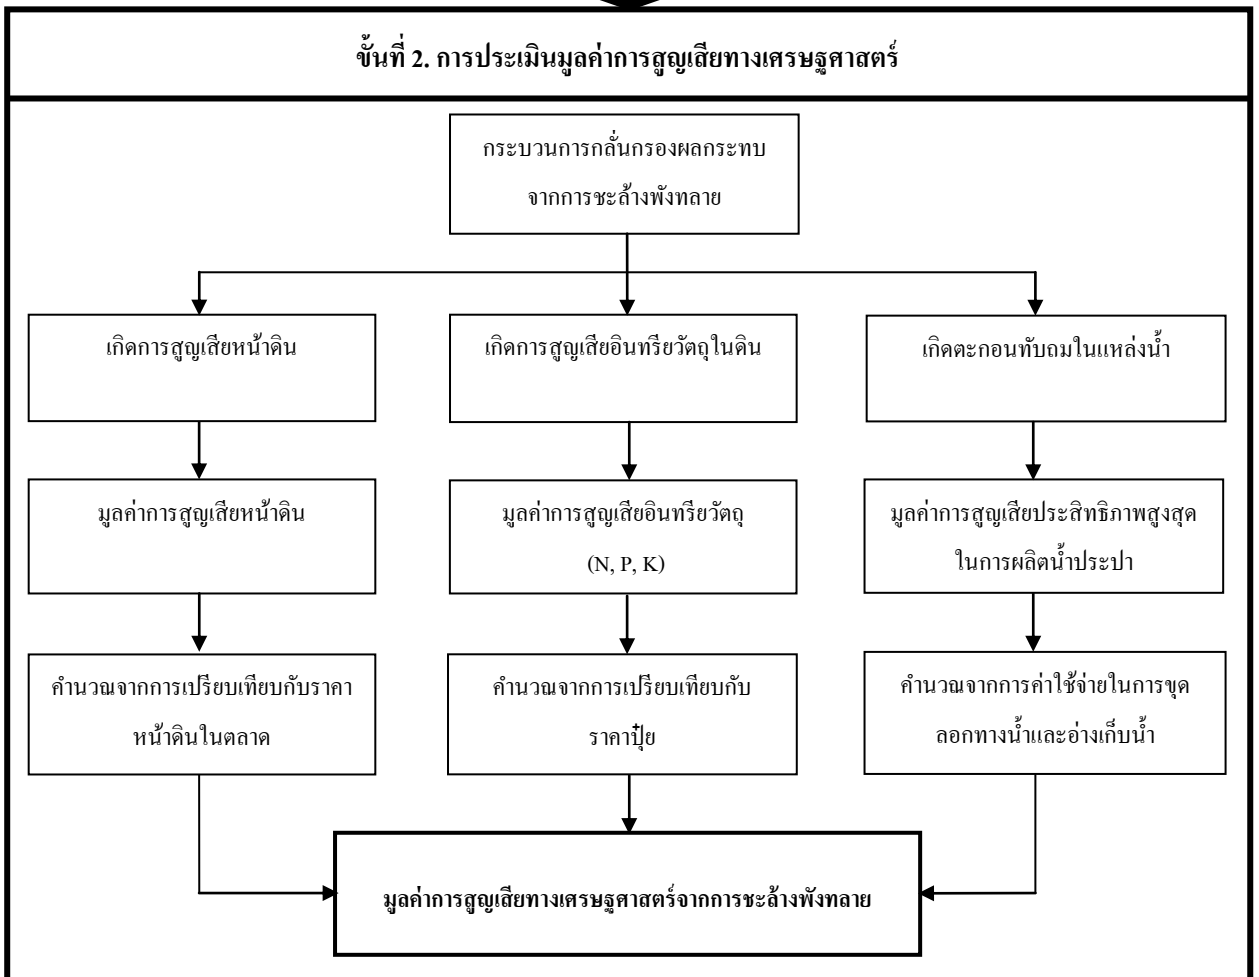 ขั้นที่ 2. การประเมินมูลค่าการสูญเสียทางเศรษฐศาสตร์
กระบวนการกลั่นกรองผลกระทบ
จากการชะล้างพังทลาย
เกิดการสูญเสียหน้าดิน
เกิดการสูญเสียอินทรียวัตถุในดิน
เกิดตะกอนทับถมในแหล่งน้ำ
มูลค่าการสูญเสียหน้าดิน
มูลค่าการสูญเสียอินทรียวัตถุ
(N, P, K)
มูลค่าการสูญเสียประสิทธิภาพสูงสุด
ในการผลิตน้ำประปา
คำนวณจากการเปรียบเทียบกับราคา
หน้าดินในตลาด
คำนวณจากการเปรียบเทียบกับ
ราคาปุ๋ย
คำนวณจากการค่าใช้จ่ายในการขุด
ลอกทางน้ำและอ่างเก็บน้ำ
มูลค่าการสูญเสียทางเศรษฐศาสตร์จากการชะล้างพังทลาย